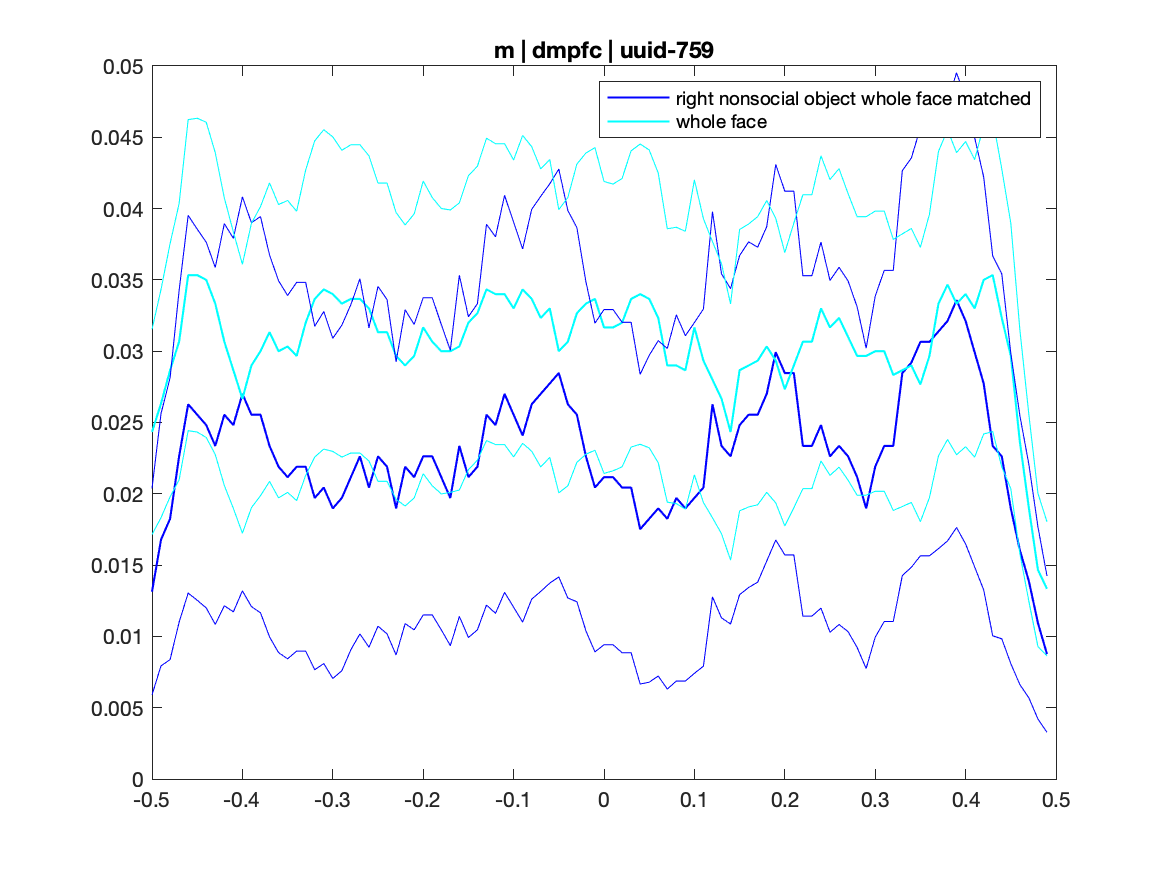 m | dmpfc | uuid-759
right nonsocial object whole face matched
whole face
0.05
0.045
0.04
0.035
0.03
0.025
0.02
0.015
0.01
0.005
0
-0.5 -0.4 -0.3 -0.2 -0.1 0 0.1 0.2 0.3 0.4 0.5